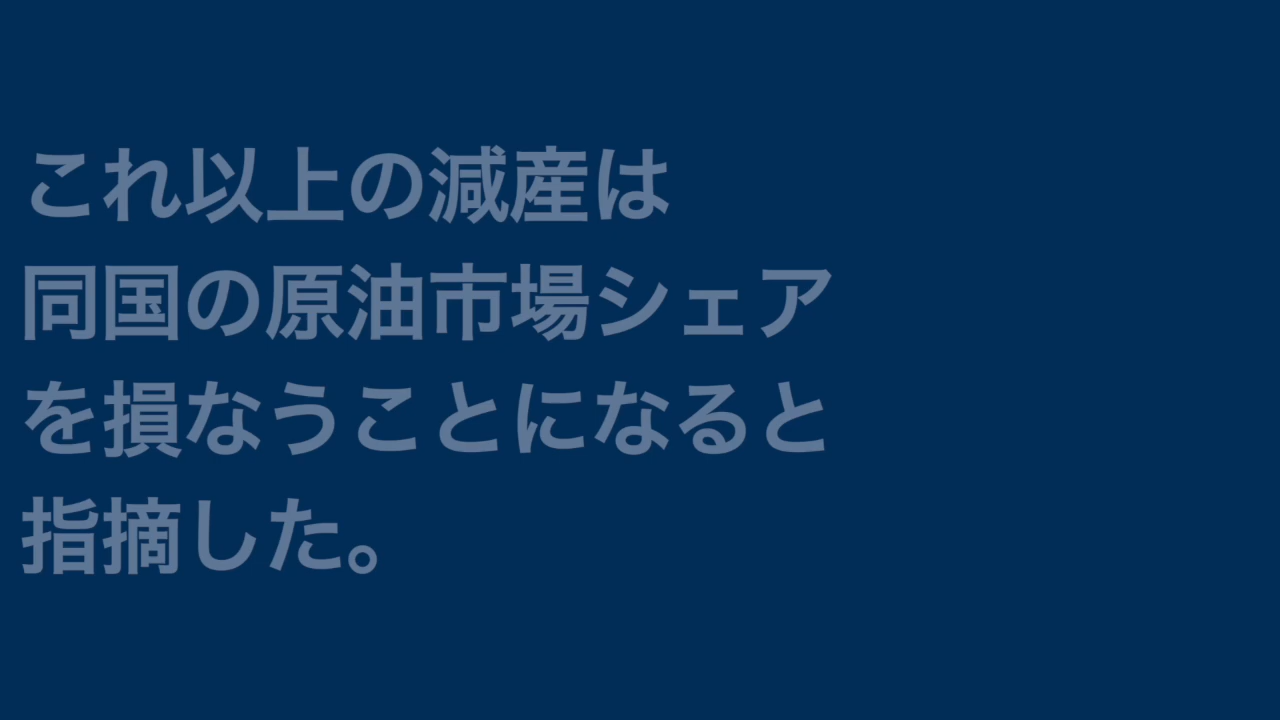 これ以上の減産は
同国の原油市場シェア
を損なうことになると
指摘した。